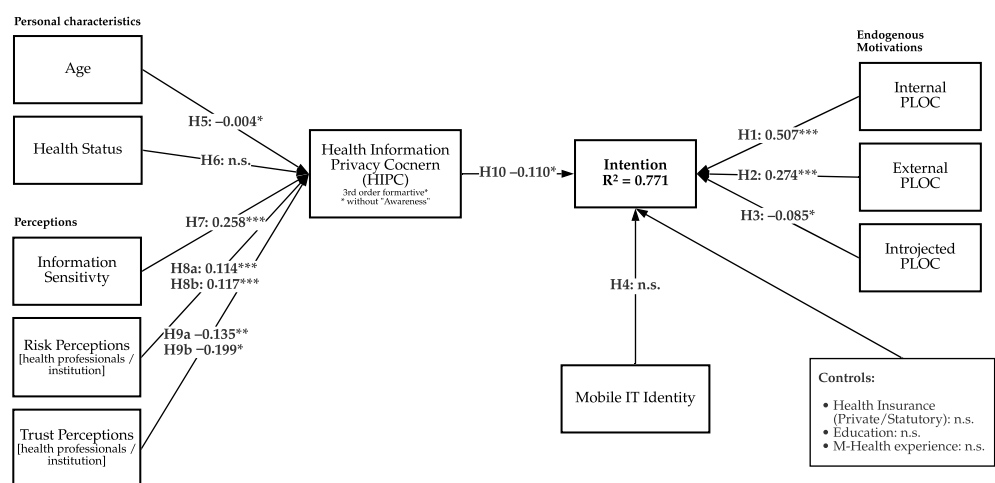 Personal characteristics
Age
Health Status
H5: −0.004*
H6: n.s.
Perceptions
Information
Sensitivty
Risk Perceptions
[health professionals /
institution]
Trust Perceptions
[health professionals /
institution]
H7: 0.258***
H8a: 0.114***
H8b: 0.117***
H9a −0.135**
H9b −0.199*
Health Information
Privacy Cocnern
(HIPC)
3rd order formartive*
* without "Awareness"
H10 −0.110*
Intention
R² = 0.771
H4: n.s.
Mobile IT Identity
Endogenous
Motivations
Internal
PLOC
External
PLOC
Introjected
PLOC
H1: 0.507***
H2: 0.274***
H3: −0.085*
Controls:
• Health Insurance
(Private/Statutory): n.s.
• Education: n.s.
• M-Health experience: n.s.